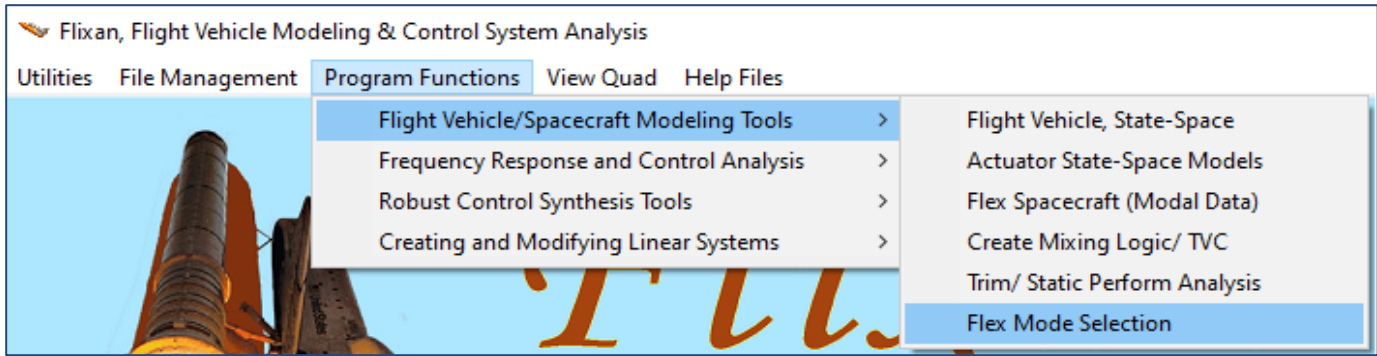 Flixan, Flight Vehicle Modeling & Control System Analysis
Utilities File Management Program Functions View Quad Help Files
Flight Vehicle/Spacecraft Modeling Tools >
Frequency Response and Control Analysis >
Robust Control Synthesis Tools >
Creating and Modifying Linear Systems >
Flight Vehicle, State-Space
Actuator State-Space Models
Flex Spacecraft (Modal Data)
Create Mixing Logic/ TVC
Trim/ Static Perform Analysis
Flex Mode Selection